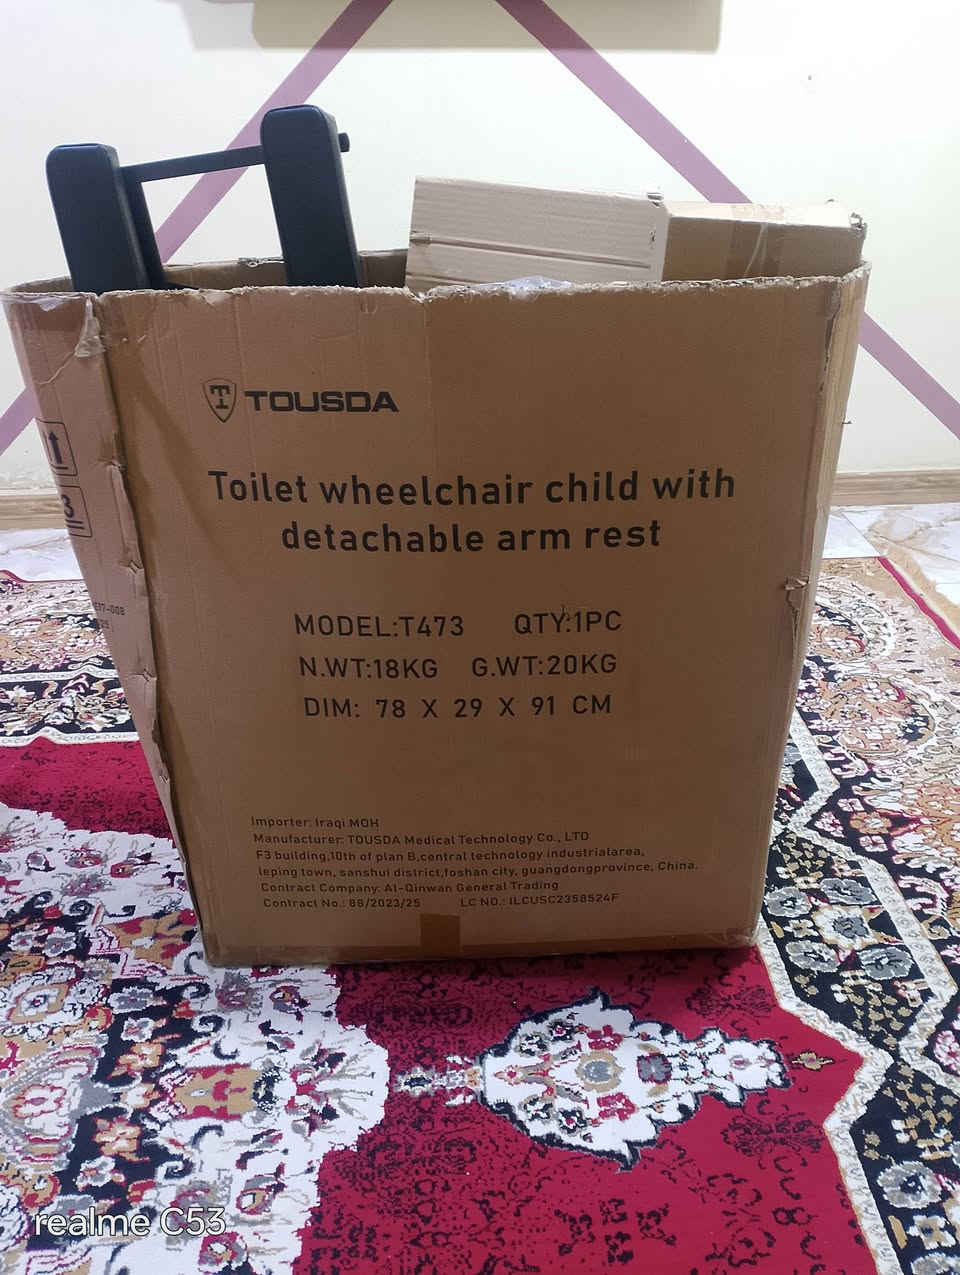 TOUSDA
Toilet wheelchair child with
detachable arm rest
MODEL:T473 QTY:1PC
N.WT:18KG G.WT:20KG
DIM: 78 X 29 X 91 CM
Importer: Iraqi MOH
Manufacturer: TOUSDA Medical Technology Co., LTD
F3 building,10th of plan B,central technology industrialarea,
leping town, sanshui district,foshan city, guangdongprovince, China.
Contract Company: Al-Qinwan General Trading
Contract No.: 88/2023/25 LC NO.: ILCUSC2358524F
3
realme C53